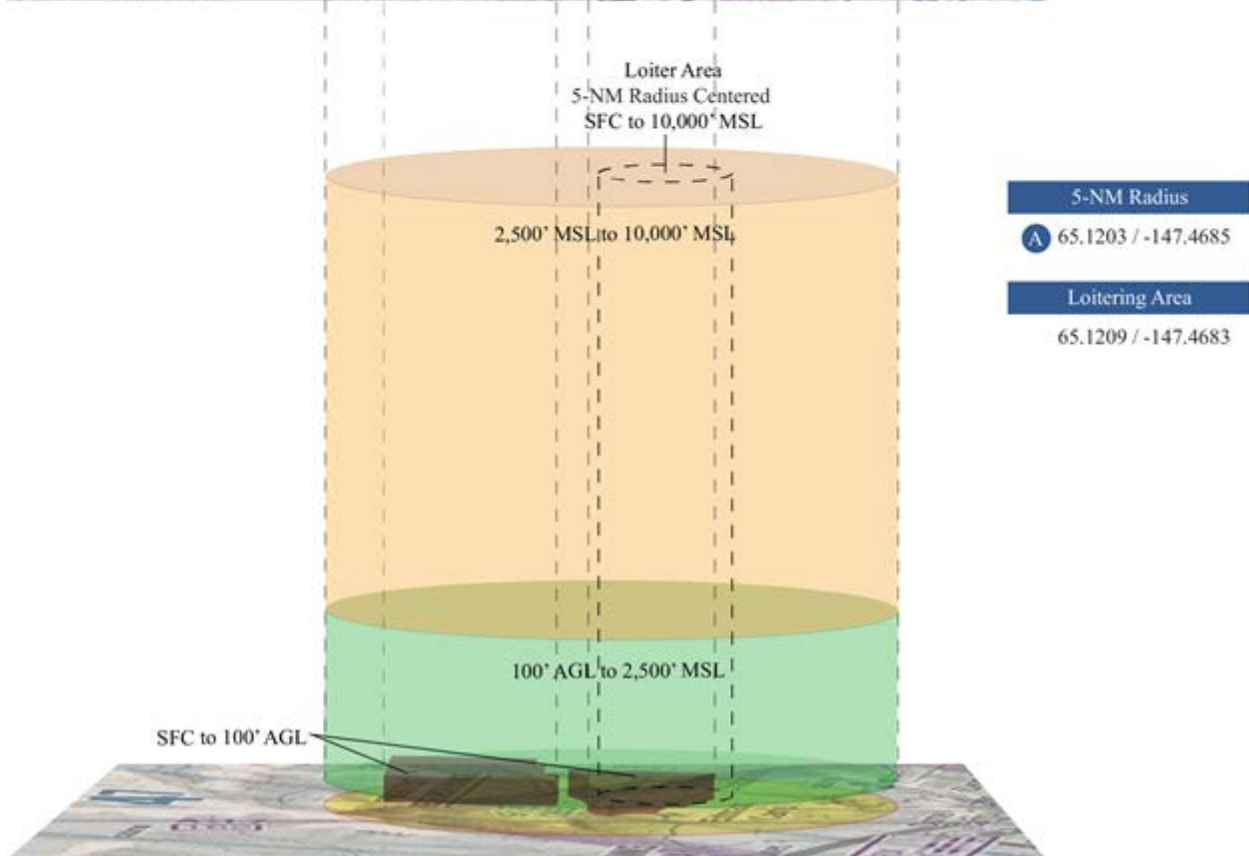 Loiter Area
5-NM Radius Centered
SFC to 10,000' MSL
5-NM Radius
A 65.1203 / -147.4685
2,500' MSL to 10,000' MSL
Loitering Area
65.1209 / -147.4683
100' AGL to 2,500' MSL
SFC to 100' AGL